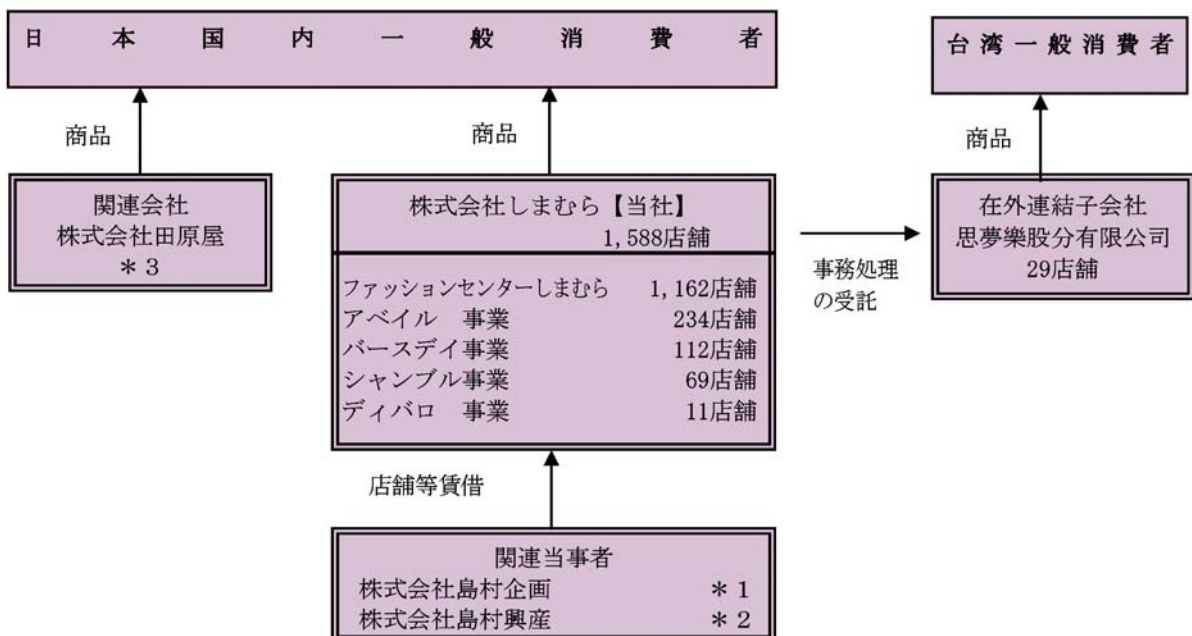 日本国内一般消費者
台湾一般消費者
商品
商品
商品
関連会社
株式会社田原屋
*3
株式会社しまむら【当社】
1,588店舗
ファッションセンターしまむら 1,162店舗
アベイル 事業 234店舗
バースデイ事業 112店舗
シャンブル事業 69店舗
ディバロ 事業 11店舗
事務処理
の受託
在外連結子会社
思夢樂股分有限公司
29店舗
店舗等賃借
関連当事者
株式会社島村企画 *1
株式会社島村興産 *2